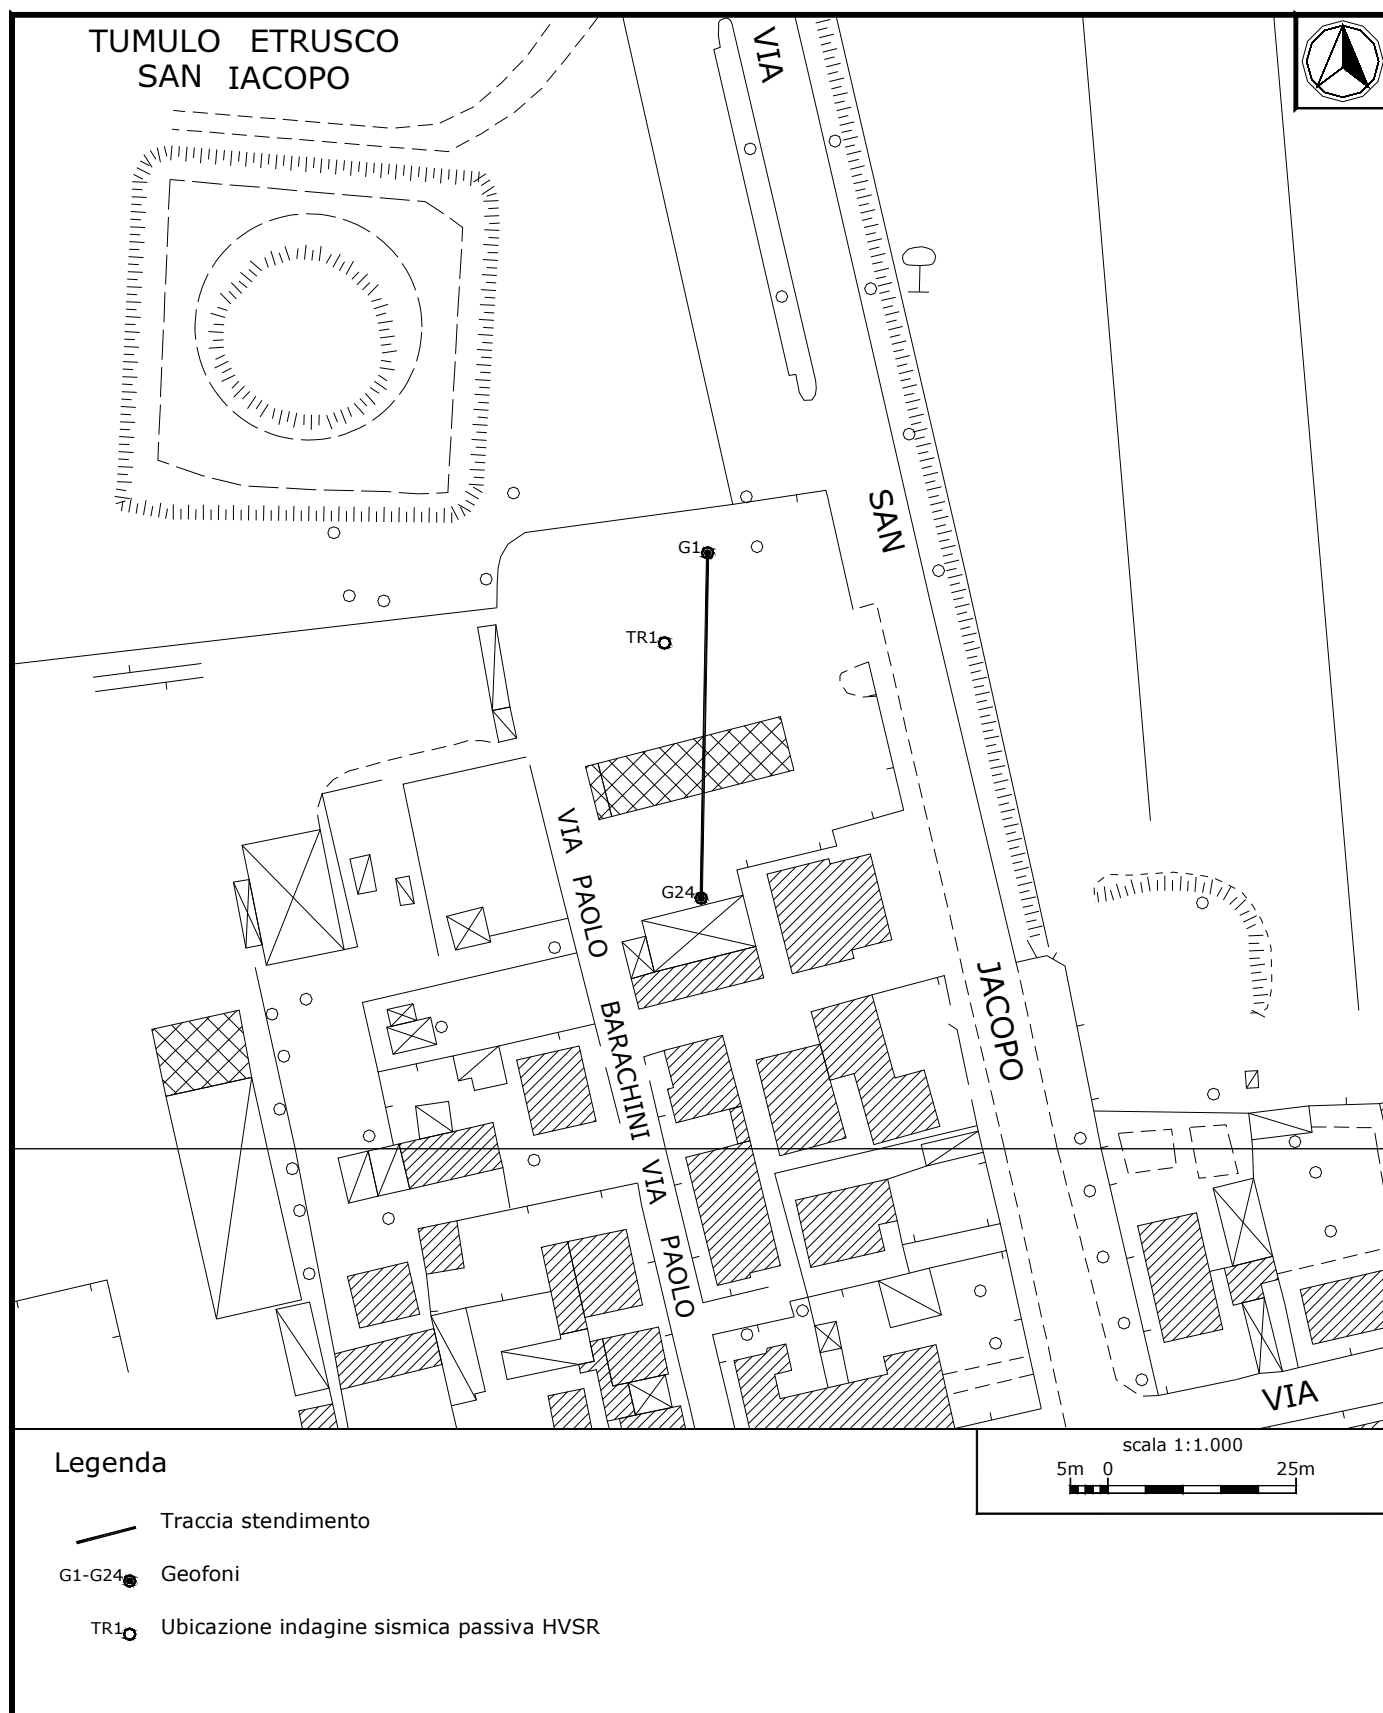 TUMULO ETRUSCO
SAN IACOPO
VIA
SAN
JACOPO
G1
TR1
G24
VIA PAOLO BARACHINI
VIA PAOLO
VIA
Legenda
Traccia stendimento
G1-G24 Geofoni
TR1 Ubicazione indagine sismica passiva HVSR
scala 1:1.000
5m 0 25m